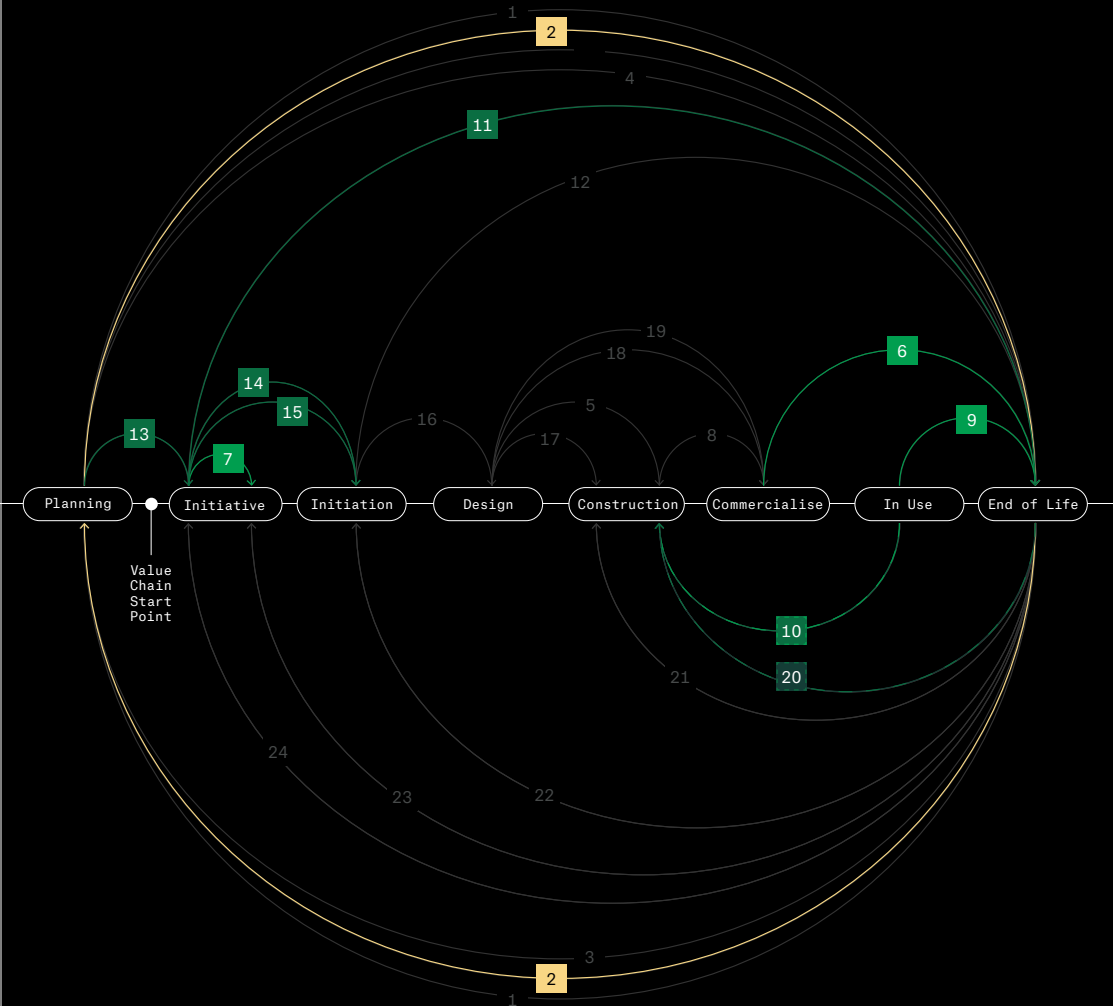 1
2
4
11
12
19
18
6
14
5
15
9
16
13
8
17
7
Planning
Initiative
Initiation
Design
Construction
Commercialise
In Use
End of Life
Value
Chain
Start
Point
10
20
21
24
22
23
3
2
1